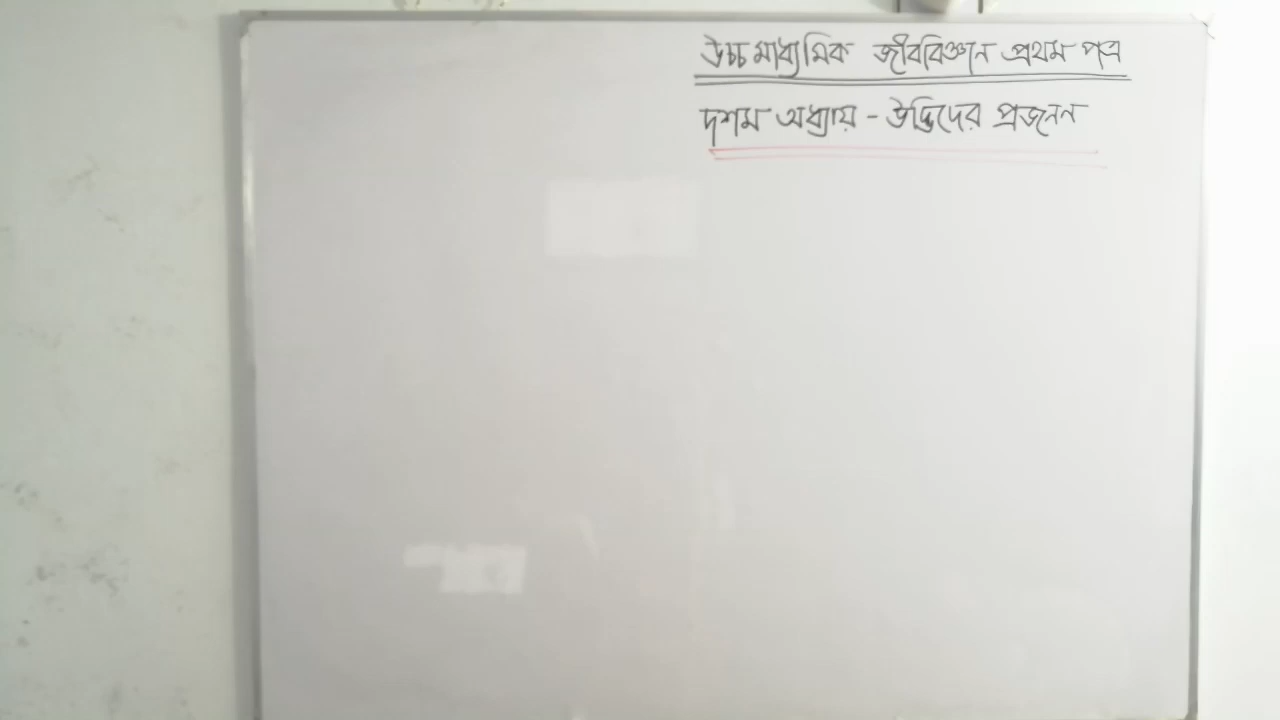 উচ্চ মাধ্যমিক জীববিজ্ঞান প্রথম পত্র
দশম অধ্যায় - উদ্ভিদের প্রজনন